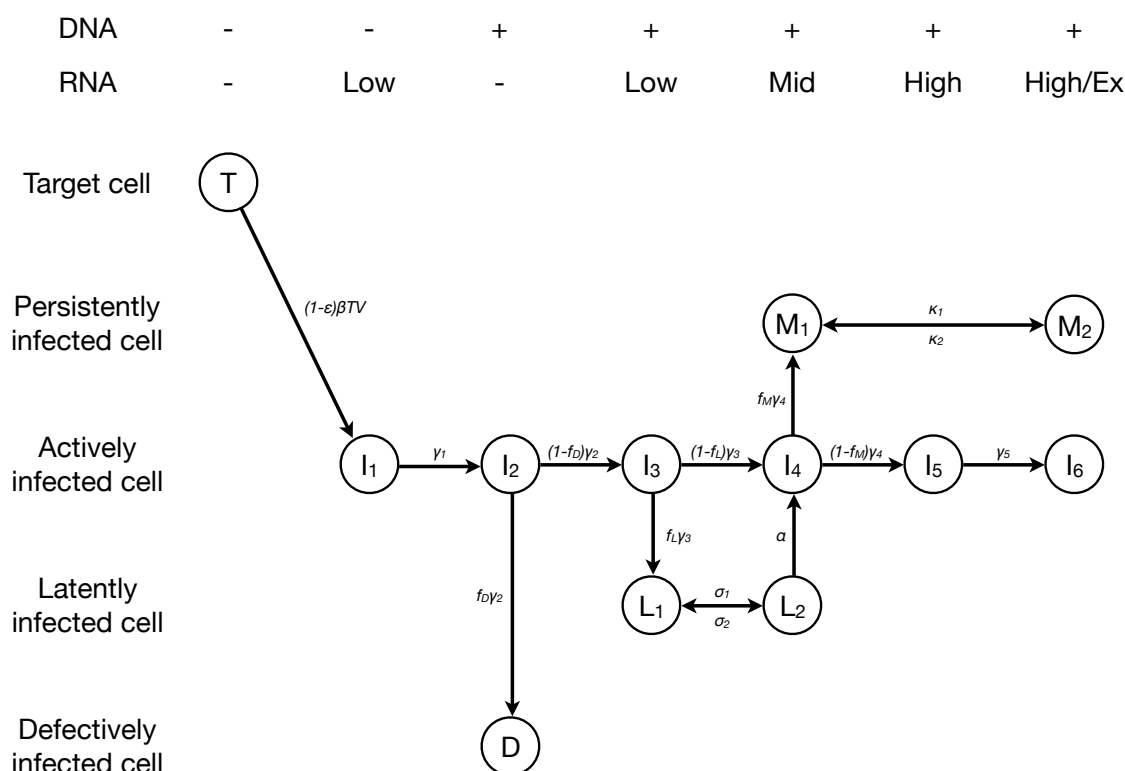 DNA - - + + + + +
RNA - Low - Low Mid High High/Ex
Target cell T
(1-ε)βTV
Persistently
infected cell
M1 κ1 κ2 M2
fMγ4
Actively
infected cell
I1 γ1 I2 (1-fD)γ2 I3 (1-fL)γ3 I4 (1-fM)γ4 I5 γ5 I6
fLγ3 α
fDγ2
Latently
infected cell
L1 σ1 σ2 L2
Defectively
infected cell
D